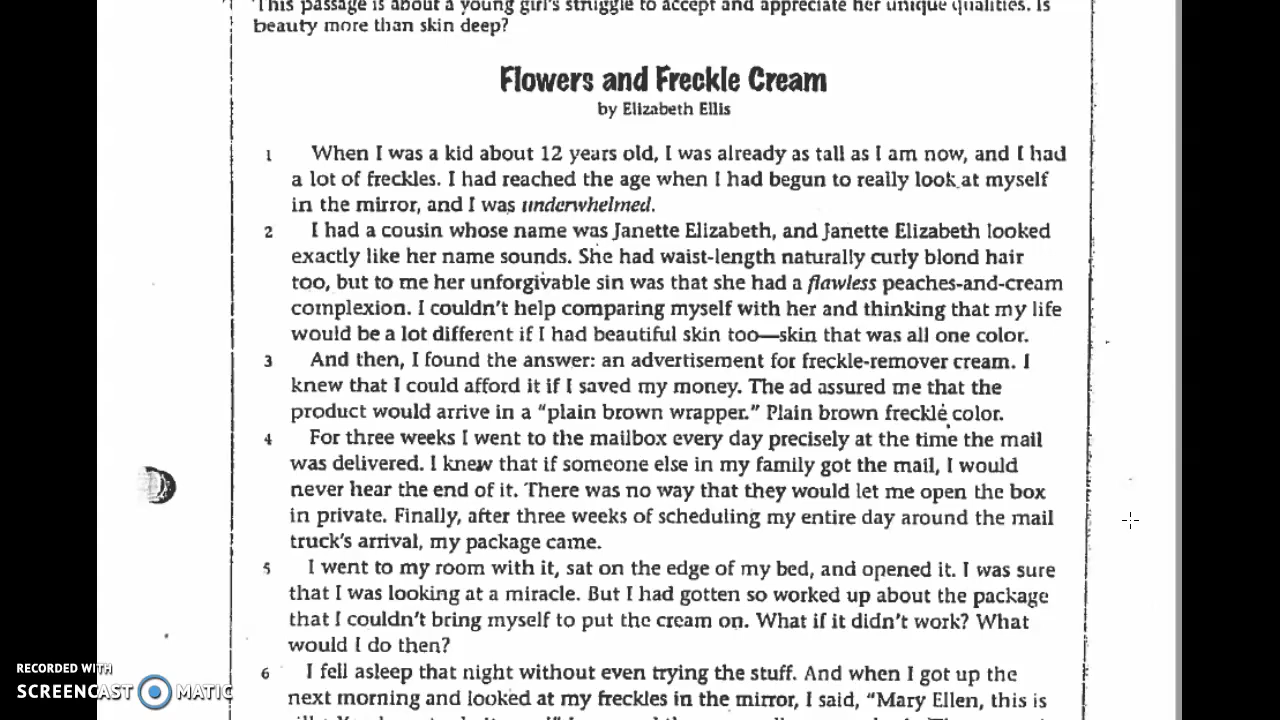 This passage is about a young girl's struggle to accept and appreciate her unique qualities. Is
beauty more than skin deep?
Flowers and Freckle Cream
by Elizabeth Ellis
1 When I was a kid about 12 years old, I was already as tall as I am now, and I had
a lot of freckles. I had reached the age when I had begun to really look at myself
in the mirror, and I was underwhelmed.
2 I had a cousin whose name was Janette Elizabeth, and Janette Elizabeth looked
exactly like her name sounds. She had waist-length naturally curly blond hair
too, but to me her unforgivable sin was that she had a flawless peaches-and-cream
complexion. I couldn't help comparing myself with her and thinking that my life
would be a lot different if I had beautiful skin too—skin that was all one color.
3 And then, I found the answer: an advertisement for freckle-remover cream. I
knew that I could afford it if I saved my money. The ad assured me that the
product would arrive in a "plain brown wrapper." Plain brown freckle color.
4 For three weeks I went to the mailbox every day precisely at the time the mail
was delivered. I knew that if someone else in my family got the mail, I would
never hear the end of it. There was no way that they would let me open the box
in private. Finally, after three weeks of scheduling my entire day around the mail
truck's arrival, my package came.
5 I went to my room with it, sat on the edge of my bed, and opened it. I was sure
that I was looking at a miracle. But I had gotten so worked up about the package
that I couldn't bring myself to put the cream on. What if it didn't work? What
would I do then?
6 I fell asleep that night without even trying the stuff. And when I got up the
next morning and looked at my freckles in the mirror, I said, "Mary Ellen, this is
RECORDED WITH
SCREENCAST MATIC